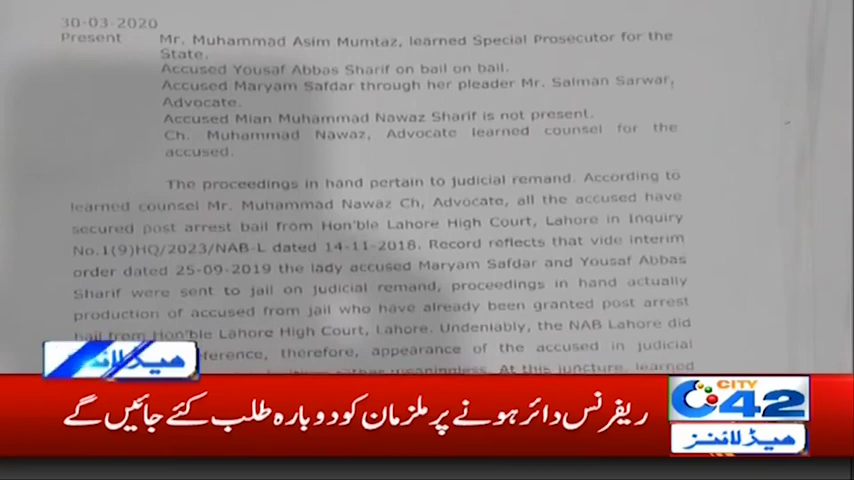 30-03-2020
Present Mr. Muhammad Asim Mumtaz, learned Special Prosecutor for the
State.
Accused Yousaf Abbas Sharif on bail on bail.
Accused Maryam Safdar through her pleader Mr. Salman Sarwar,
Advocate.
Accused Mian Muhammad Nawaz Sharif is not present.
Ch. Muhammad Nawaz, Advocate learned counsel for the
accused.
The proceedings in hand pertain to judicial remand. According to
learned counsel Mr. Muhammad Nawaz Ch, Advocate, all the accused have
secured post arrest bail from Hon'ble Lahore High Court, Lahore in Inquiry
No.1(9)HQ/2023/NAB-L dated 14-11-2018. Record reflects that vide interim
order dated 25-09-2019 the lady accused Maryam Safdar and Yousaf Abbas
Sharif were sent to jail on judicial remand, proceedings in hand actually
production of accused from jail who have already been granted post arrest
bail from Hon'ble Lahore High Court, Lahore. Undeniably, the NAB Lahore did
therefore, appearance of the accused in judicial
rather meaningless. At this juncture, learned
ہیڈلائنز
ریفرنس دائر ہونے پر ملزمان کو دوبارہ طلب کئے جائیں گے
CITY
42
ہیڈلائنز